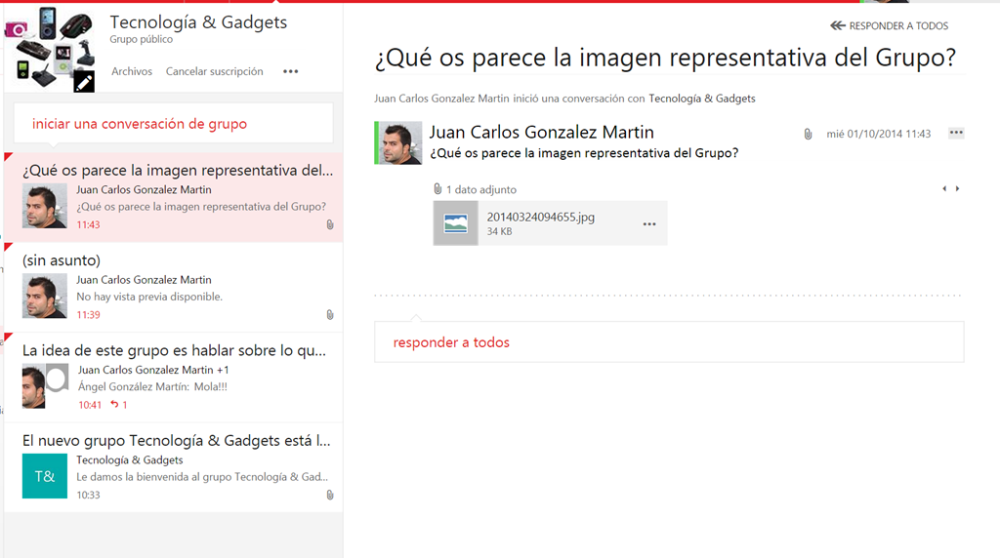 Tecnología & Gadgets
Grupo público
Archivos Cancelar suscripción
iniciar una conversación de grupo
¿Qué os parece la imagen representativa del...
Juan Carlos Gonzalez Martin
¿Qué os parece la imagen representativa del Grupo?
11:43
(sin asunto)
Juan Carlos Gonzalez Martin
No hay vista previa disponible.
11:39
La idea de este grupo es hablar sobre lo qu...
Juan Carlos Gonzalez Martin +1
Ángel González Martín: Mola!!!
10:41 1
El nuevo grupo Tecnología & Gadgets está l...
T&
Tecnología & Gadgets
Le damos la bienvenida al grupo Tecnología & Gad...
10:33
RESPONDER A TODOS
¿Qué os parece la imagen representativa del Grupo?
Juan Carlos Gonzalez Martin inició una conversación con Tecnología & Gadgets
Juan Carlos Gonzalez Martin
mié 01/10/2014 11:43
¿Qué os parece la imagen representativa del Grupo?
1 dato adjunto
20140324094655.jpg
34 KB
responder a todos